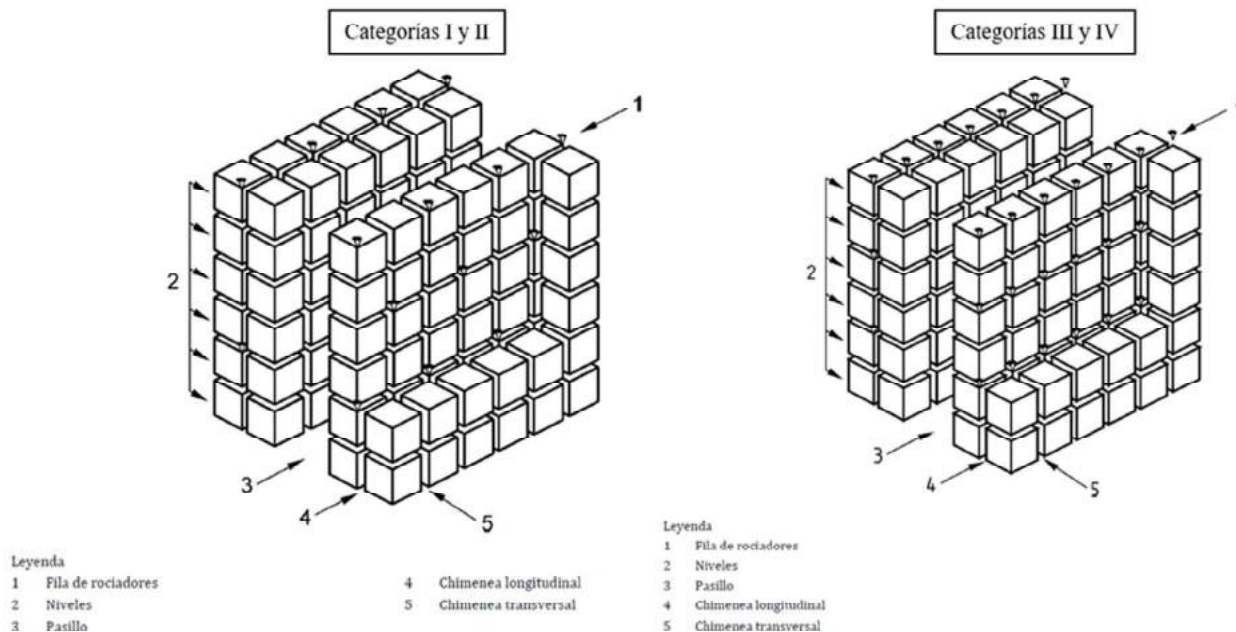 Categorías I y II
1
2
3
4
5
Leyenda
1 Fila de rociadores
2 Niveles
3 Pasillo
4 Chimenea longitudinal
5 Chimenea transversal
Categorías III y IV
2
3
4
5
Leyenda
1 Fila de rociadores
2 Niveles
3 Pasillo
4 Chimenea longitudinal
5 Chimenea transversal